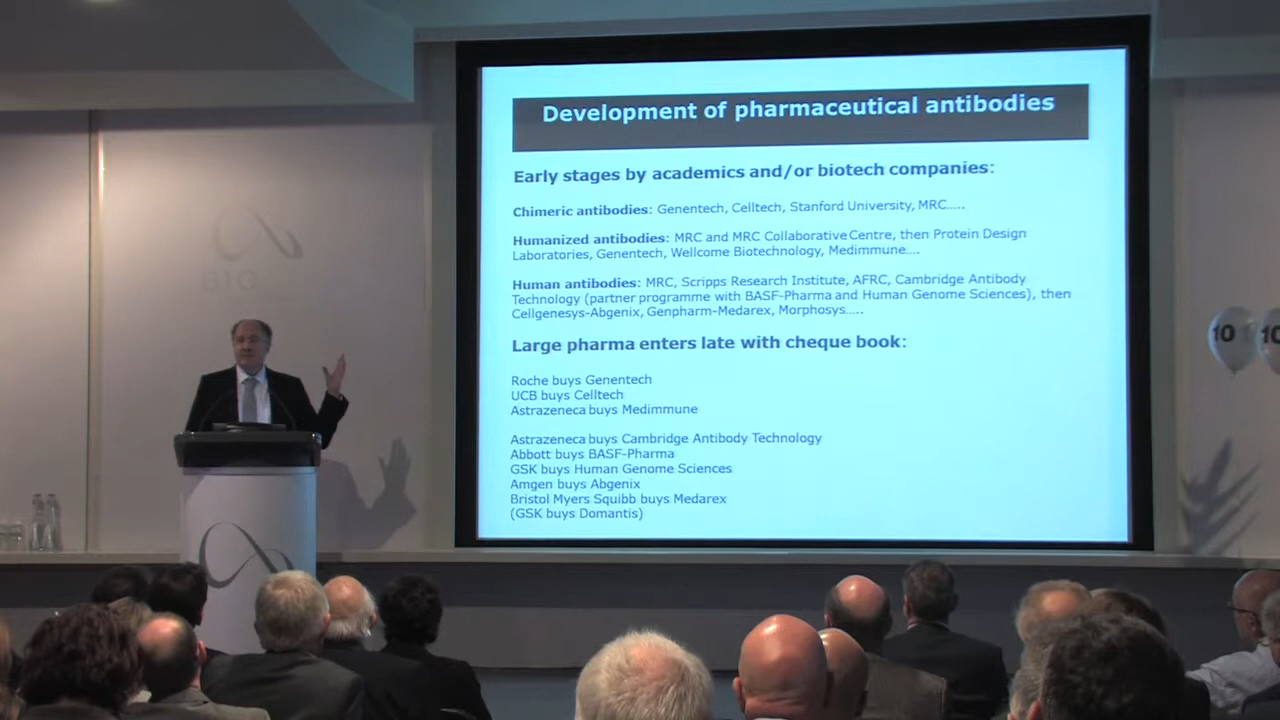 Development of pharmaceutical antibodies
Early stages by academics and/or biotech companies:
Chimeric antibodies: Genentech, Celltech, Stanford University, MRC.....
Humanized antibodies: MRC and MRC Collaborative Centre, then Protein Design
Laboratories, Genentech, Wellcome Biotechnology, Medimmune....
Human antibodies: MRC, Scripps Research Institute, AFRC, Cambridge Antibody
Technology (partner programme with BASF-Pharma and Human Genome Sciences), then
Cellgenesys-Abgenix, Genpharm-Medarex, Morphosys.....
Large pharma enters late with cheque book:
Roche buys Genentech
UCB buys Celltech
Astrazeneca buys Medimmune
Astrazeneca buys Cambridge Antibody Technology
Abbott buys BASF-Pharma
GSK buys Human Genome Sciences
Amgen buys Abgenix
Bristol Myers Squibb buys Medarex
(GSK buys Domantis)
BIO
10
10